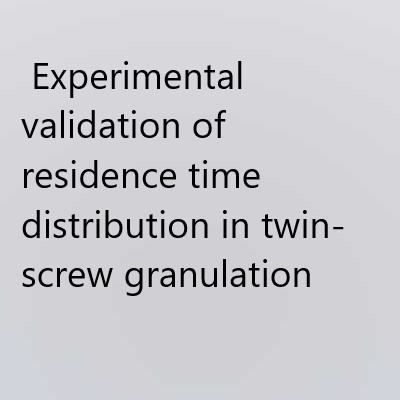 Experimental
validation of
residence time
distribution in twin-
screw granulation